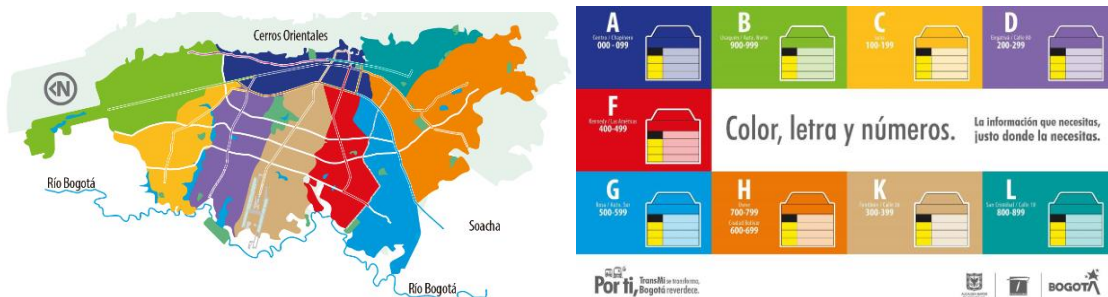 Cerros Orientales
N
Río Bogotá
Soacha
Río Bogotá
A
Centro / Chapinero
000 - 099
B
Usaquén / Auto. Norte
900-999
C
Suba
100-199
D
Engativá / Calle 80
200-299
F
Kennedy / Las Américas
400-499
Color, letra y números.
La información que necesitas,
justo donde la necesitas.
G
Bosa / Auto. Sur
500-599
H
700-799
Ciudad Bolívar
600-699
K
300-399
L
San Cristóbal / Calle 10
800-899
Por ti,
TransMi se transforma,
Bogotá reverdece.
BOGOTÁ